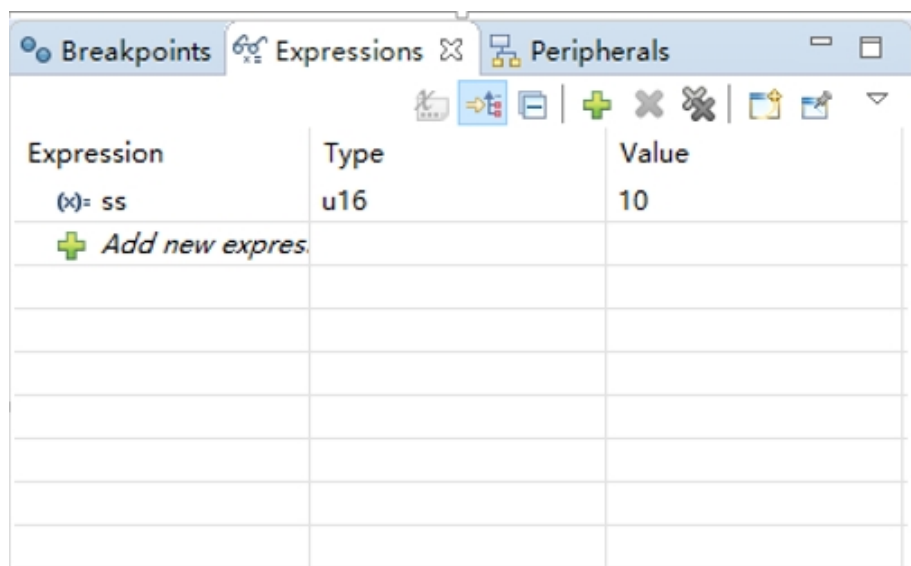 Breakpoints Expressions Peripherals
Expression Type Value
(x)= ss u16 10
Add new expres